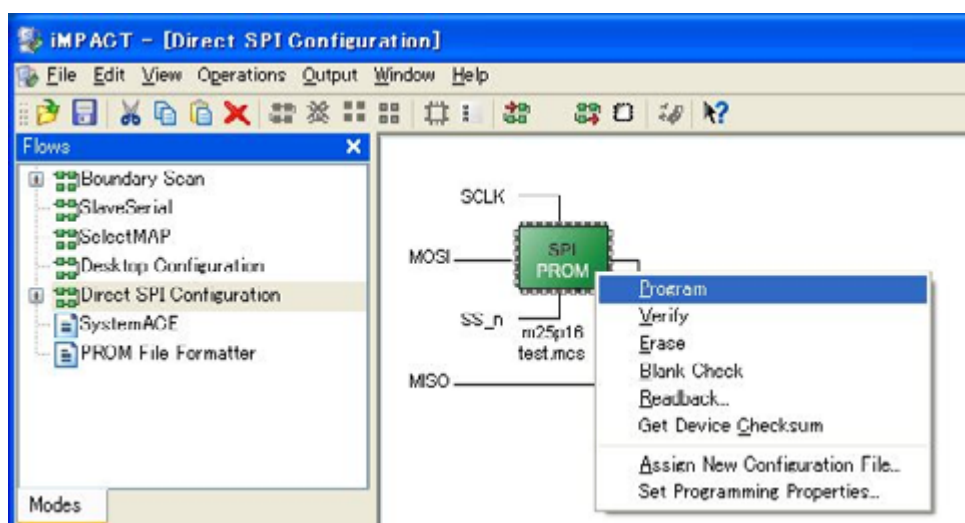 iMPACT - [Direct SPI Configuration]
File Edit View Operations Output Window Help
Flows
Boundary Scan
SlaveSerial
SelectMAP
Desktop Configuration
Direct SPI Configuration
SystemACE
PROM File Formatter
Modes
SCLK
MOSI
SPI
PROM
SS_n
m25p16
test.mcs
MISO
Program
Verify
Erase
Blank Check
Readback...
Get Device Checksum
Assign New Configuration File...
Set Programming Properties...